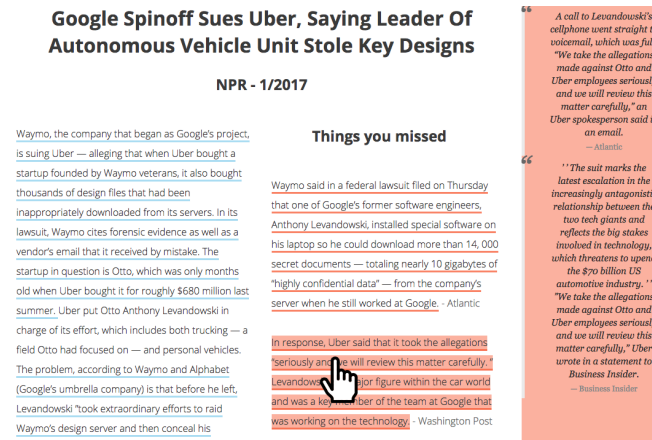 Google Spinoff Sues Uber, Saying Leader Of
Autonomous Vehicle Unit Stole Key Designs
NPR - 1/2017
Waymo, the company that began as Google's project,
is suing Uber — alleging that when Uber bought a
startup founded by Waymo veterans, it also bought
thousands of design files that had been
inappropriately downloaded from its servers. In its
lawsuit, Waymo cites forensic evidence as well as a
vendor's email that it received by mistake. The
startup in question is Otto, which was only months
old when Uber bought it for roughly $680 million last
summer. Uber put Otto Anthony Levandowski in
charge of its effort, which includes both trucking — a
field Otto had focused on — and personal vehicles.
The problem, according to Waymo and Alphabet
(Google's umbrella company) is that before he left,
Levandowski "took extraordinary efforts to raid
Waymo's design server and then conceal his
Things you missed
Waymo said in a federal lawsuit filed on Thursday
that one of Google's former software engineers,
Anthony Levandowski, installed special software on
his laptop so he could download more than 14, 000
secret documents — totaling nearly 10 gigabytes of
"highly confidential data" — from the company's
server when he still worked at Google. - Atlantic
In response, Uber said that it took the allegations
"seriously and we will review this matter carefully. "
major figure within the car world
and was a key member of the team at Google that
was working on the technology. - Washington Post
“
A call to Levandowski's
cellphone went straight
voicemail, which was
"We take the allegations
made against Otto and
Uber employees
and we will review this
matter carefully," an
Uber spokesperson said
an email.
— Atlantic
“
''The suit marks the
latest escalation in the
increasingly
relationship between
two tech giants and
reflects the big stakes
involved in technology,
which threatens to
the $70 billion US
automotive industry. ''
"We take the allegations
made against Otto and
Uber employees
and we will review this
matter carefully," Uber
wrote in a statement to
Business Insider.
— Business Insider